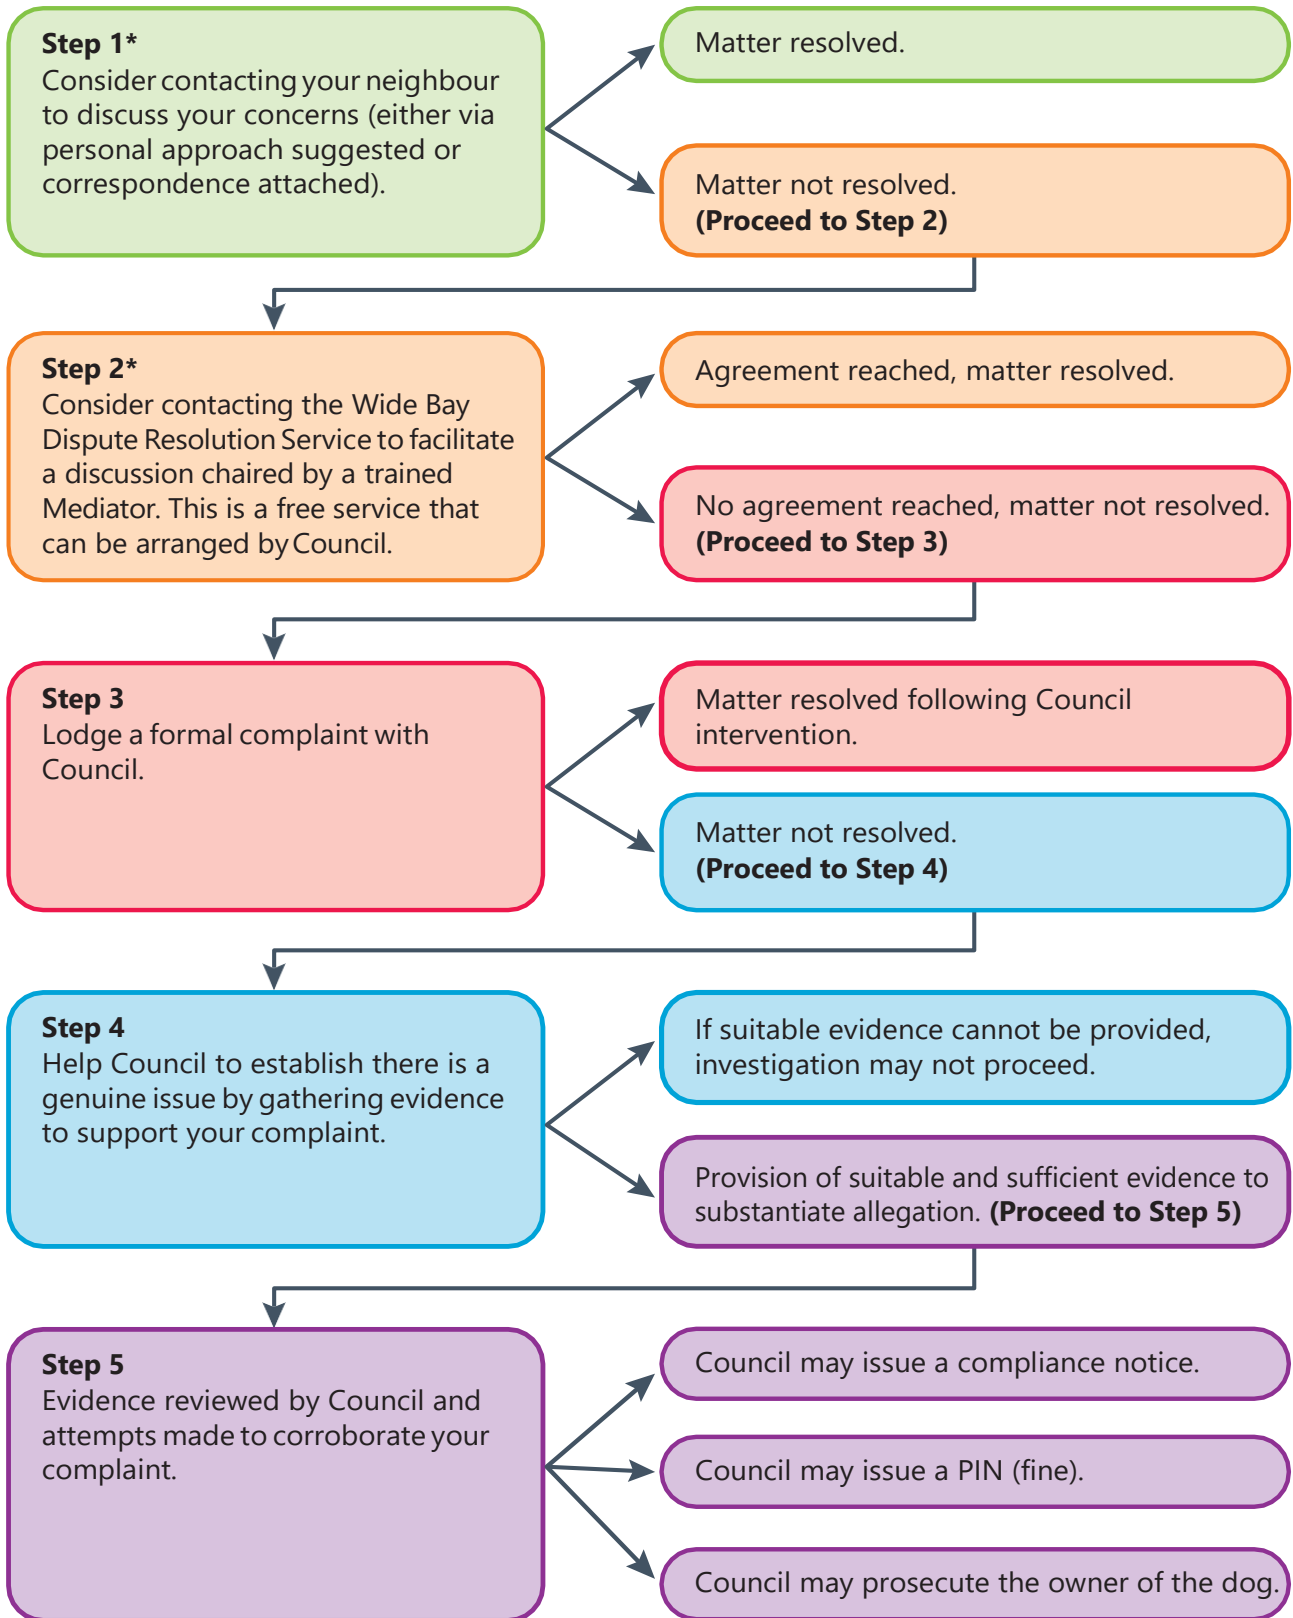 Step 1*
Consider contacting your neighbour
to discuss your concerns (either via
personal approach suggested or
correspondence attached).
Matter resolved.
Matter not resolved.
(Proceed to Step 2)
Step 2*
Consider contacting the Wide Bay
Dispute Resolution Service to facilitate
a discussion chaired by a trained
Mediator. This is a free service that
can be arranged by Council.
Agreement reached, matter resolved.
No agreement reached, matter not resolved.
(Proceed to Step 3)
Step 3
Lodge a formal complaint with
Council.
Matter resolved following Council
intervention.
Matter not resolved.
(Proceed to Step 4)
Step 4
Help Council to establish there is a
genuine issue by gathering evidence
to support your complaint.
If suitable evidence cannot be provided,
investigation may not proceed.
Provision of suitable and sufficient evidence to
substantiate allegation. (Proceed to Step 5)
Step 5
Evidence reviewed by Council and
attempts made to corroborate your
complaint.
Council may issue a compliance notice.
Council may issue a PIN (fine).
Council may prosecute the owner of the dog.